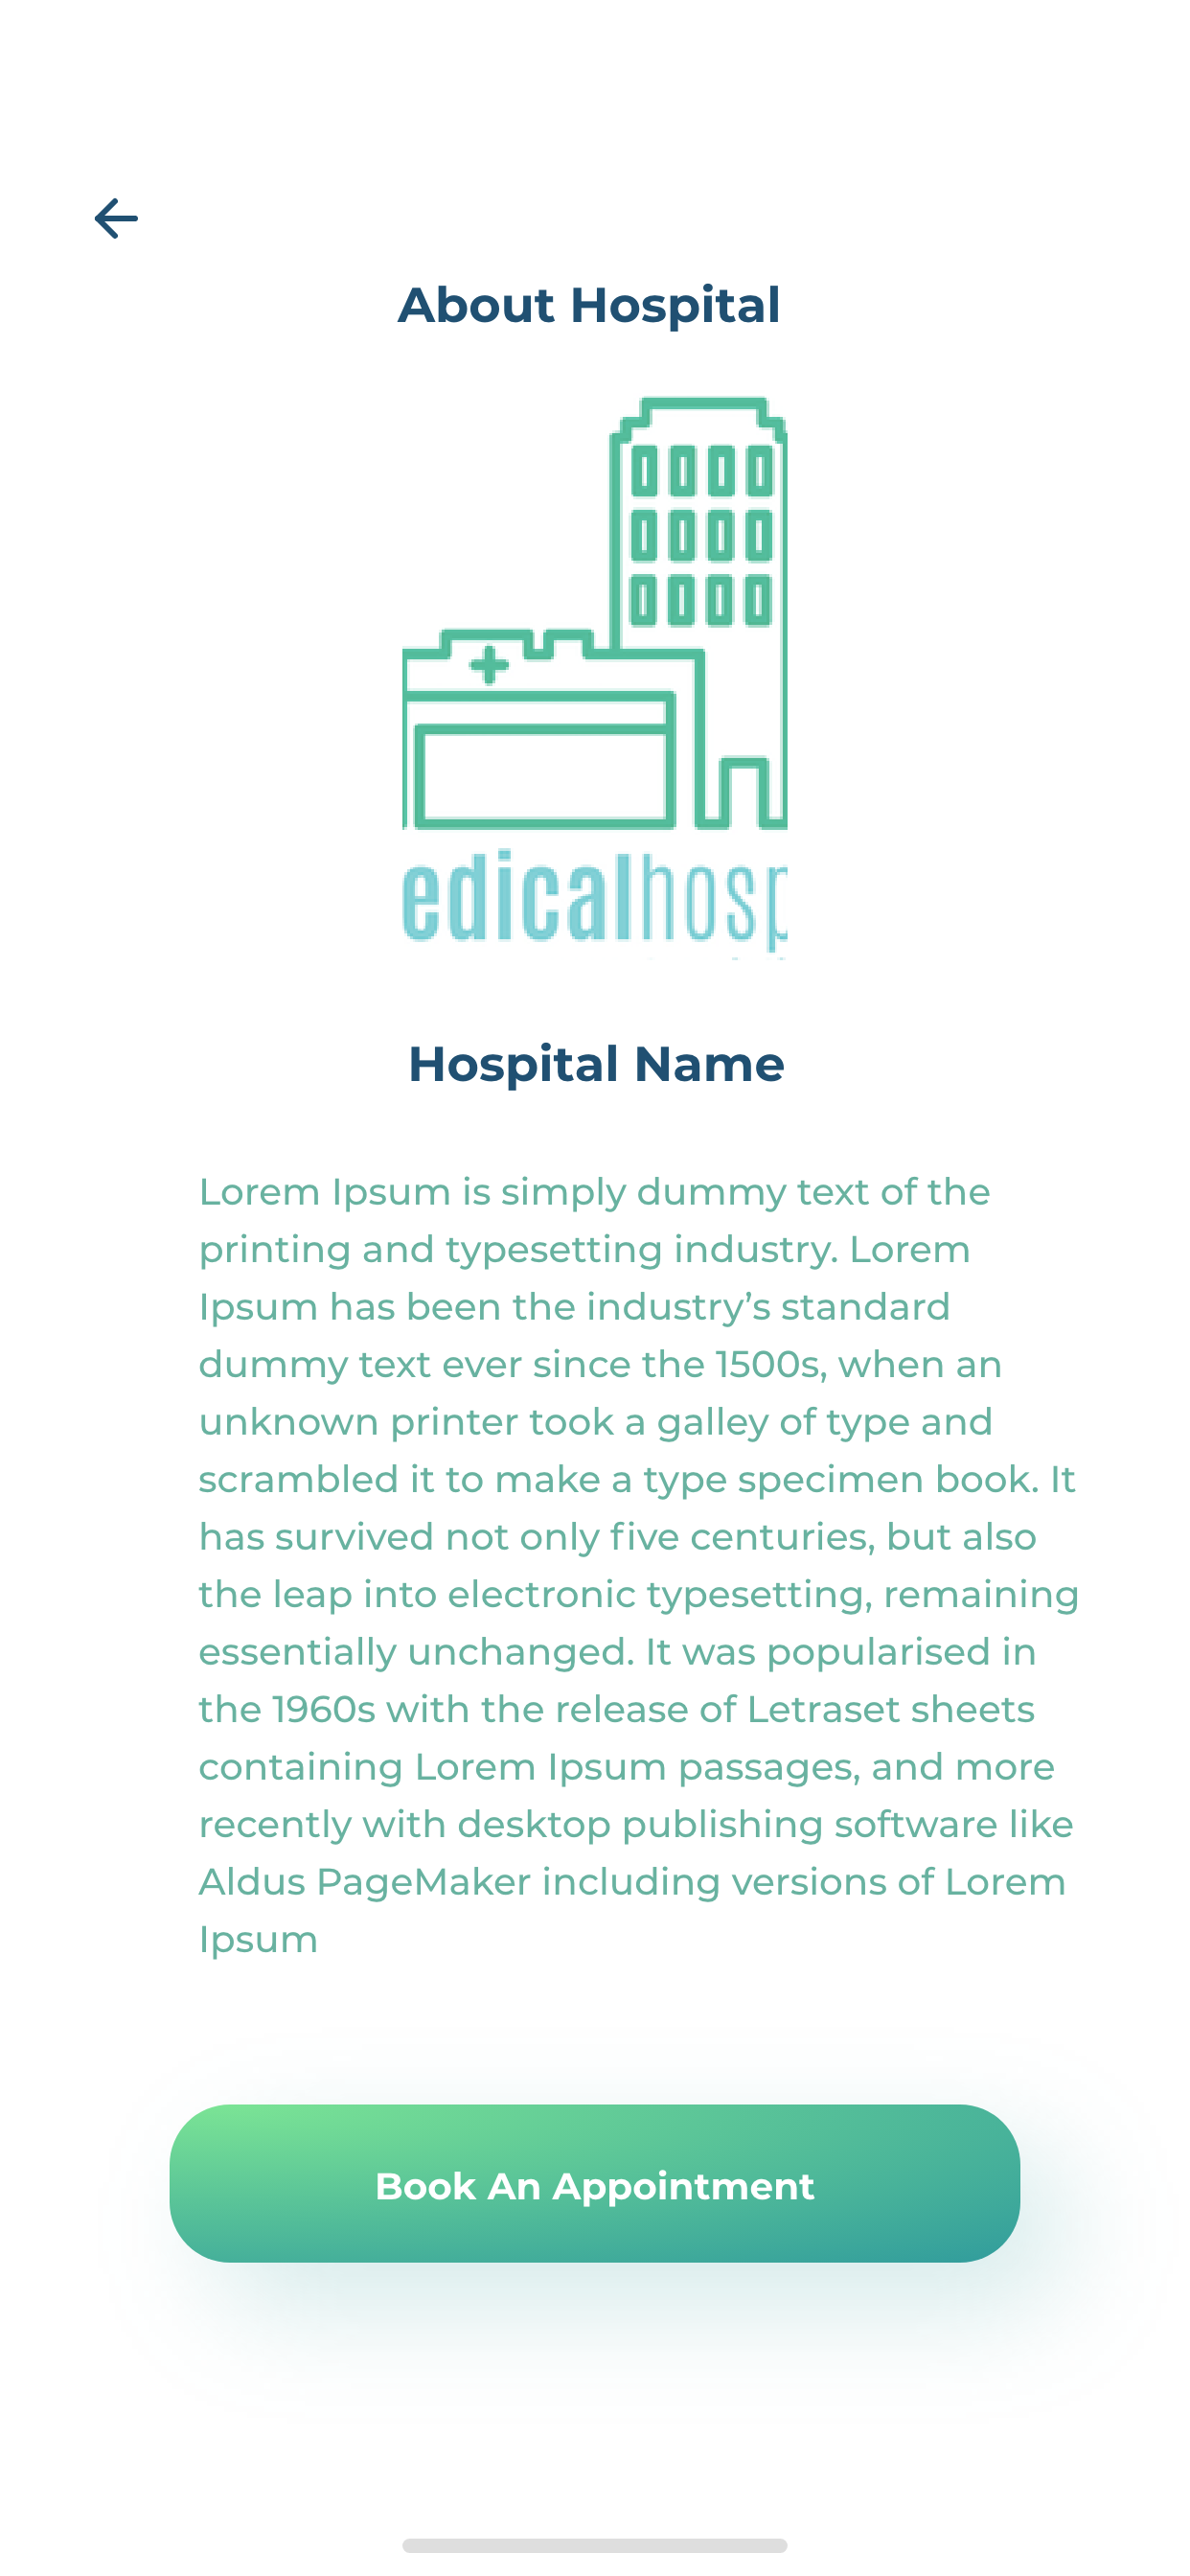 About Hospital
edicalhosp
Hospital Name
Lorem Ipsum is simply dummy text of the
printing and typesetting industry. Lorem
Ipsum has been the industry’s standard
dummy text ever since the 1500s, when an
unknown printer took a galley of type and
scrambled it to make a type specimen book. It
has survived not only five centuries, but also
the leap into electronic typesetting, remaining
essentially unchanged. It was popularised in
the 1960s with the release of Letraset sheets
containing Lorem Ipsum passages, and more
recently with desktop publishing software like
Aldus PageMaker including versions of Lorem
Ipsum
Book An Appointment